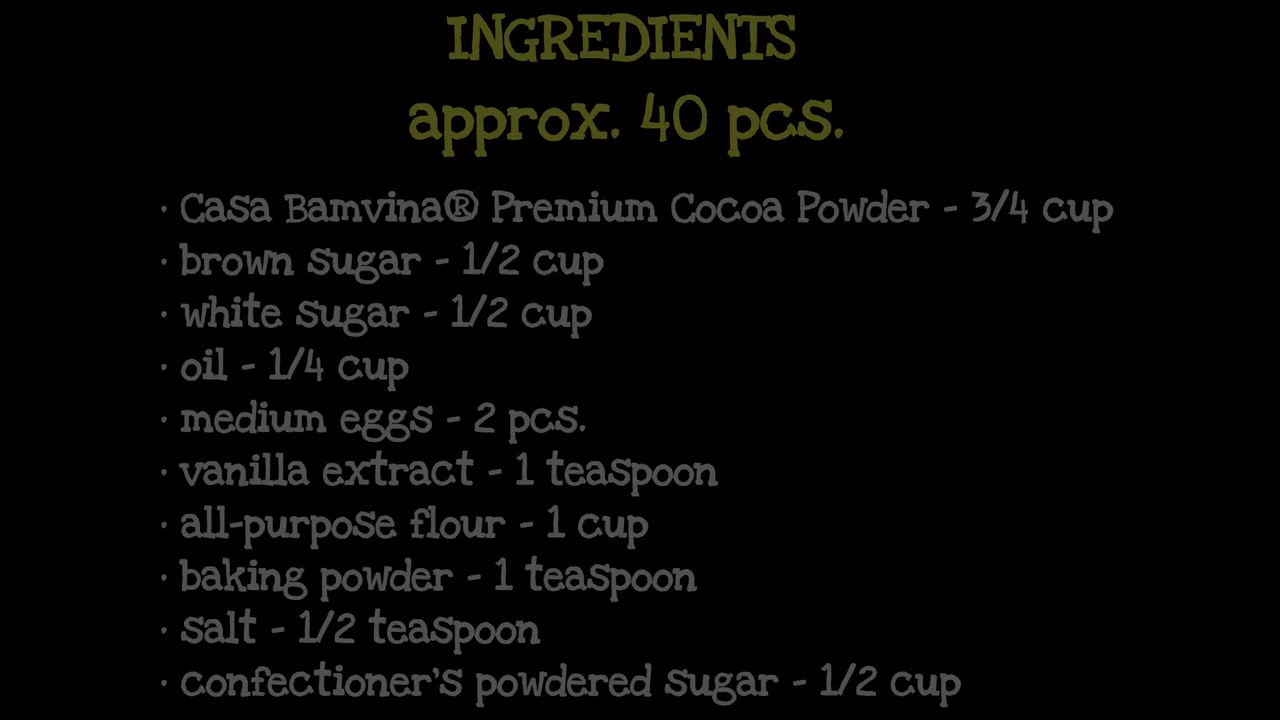 INGREDIENTS
approx. 40 pcs.
· Casa Bamvina® Premium Cocoa Powder - 3/4 cup
· brown sugar - 1/2 cup
· white sugar - 1/2 cup
· oil - 1/4 cup
· medium eggs - 2 pcs.
· vanilla extract - 1 teaspoon
· all-purpose flour - 1 cup
· baking powder - 1 teaspoon
· salt - 1/2 teaspoon
· confectioner's powdered sugar - 1/2 cup